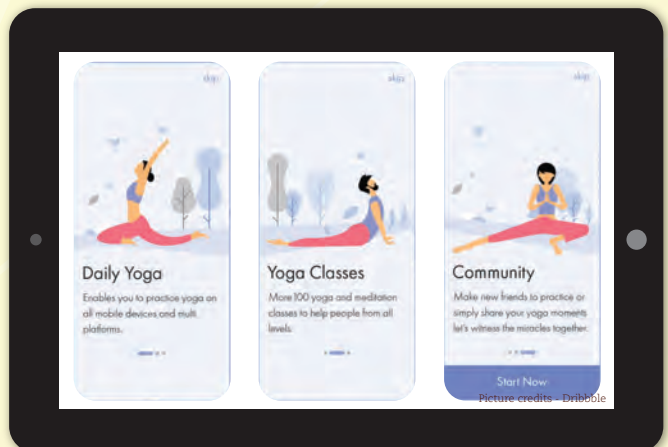 skip
Daily Yoga
Enables you to practice yoga on
all mobile devices and multi
platforms.
skip
Yoga Classes
More 100 yoga and meditation
classes to help people from all
levels
skip
Community
Make new friends to practice or
simply share your yoga moments
let's witness the miracles together.
Start Now
Picture credits - Dribbble